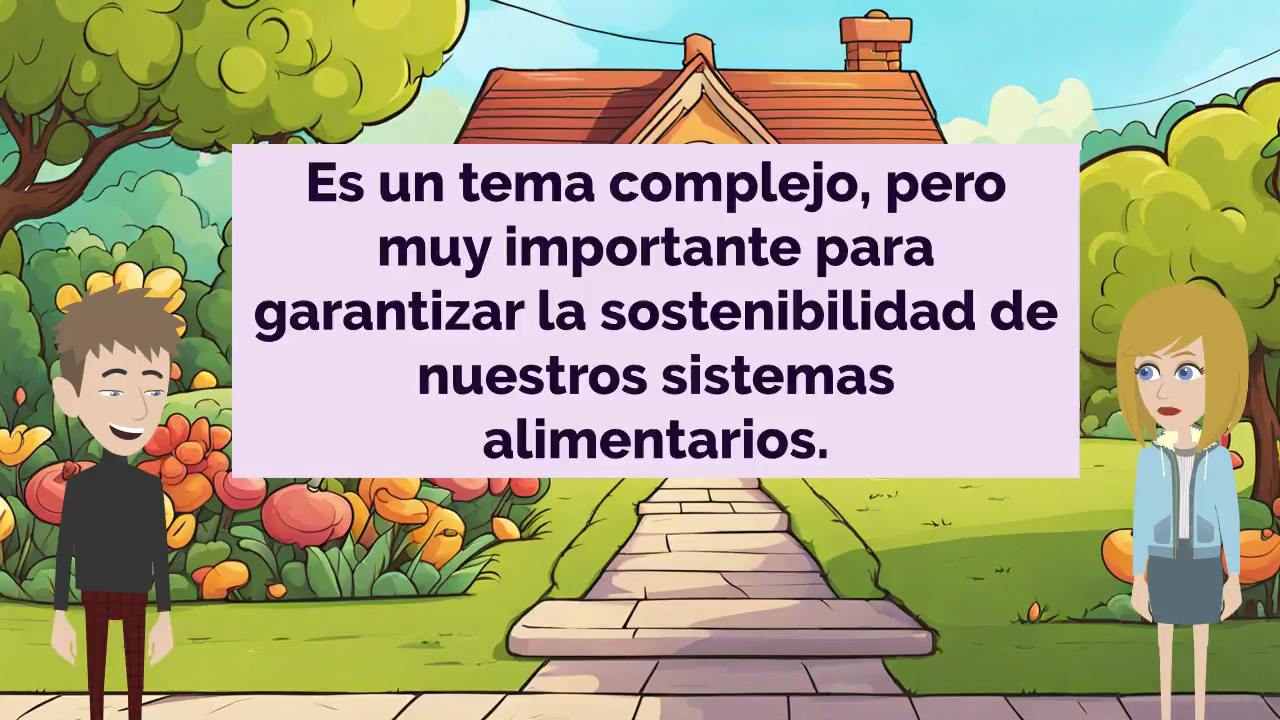 Es un tema complejo, pero
muy importante para
garantizar la sostenibilidad de
nuestros sistemas
alimentarios.